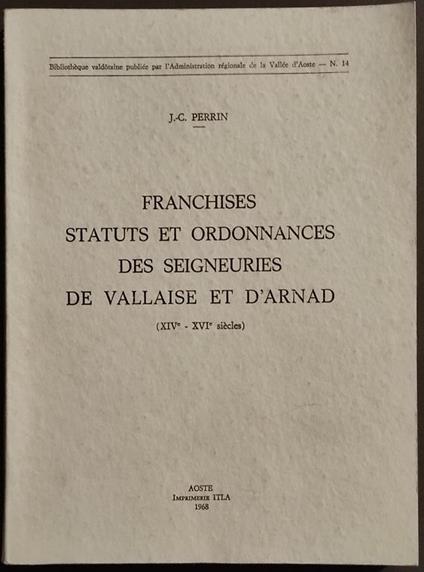 Bibliothèque valdôtaine publiée par l'Administration régionale de la Vallée d'Aoste — N. 14
J.-C. PERRIN
FRANCHISES
STATUTS ET ORDONNANCES
DES SEIGNEURIES
DE VALLAISE ET D'ARNAD
(XIVe - XVIe siècles)
AOSTE
IMPRIMERIE ITLA
1968